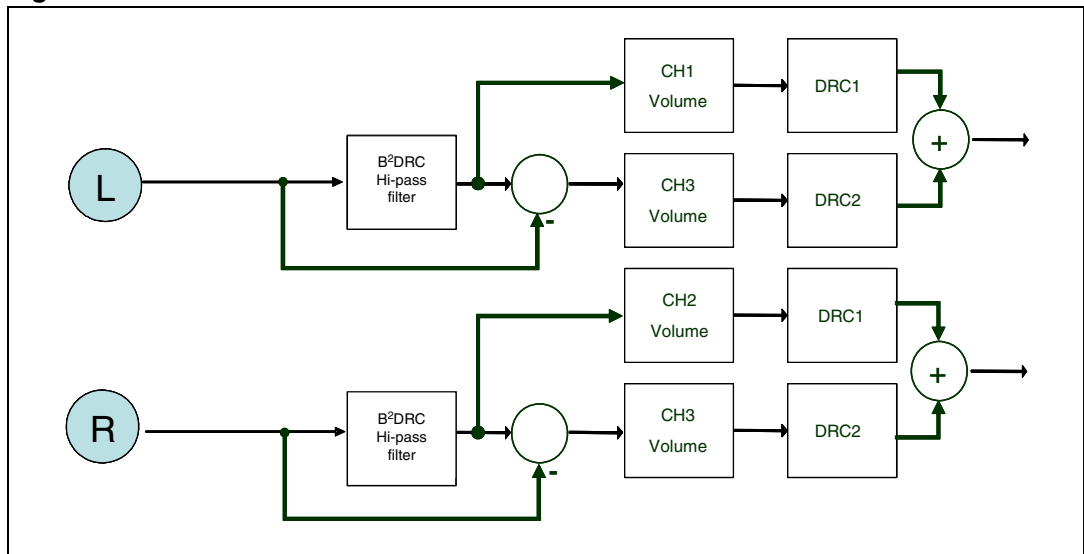 L
B²DRC
Hi-pass
filter
-
CH1
Volume
DRC1
CH3
Volume
DRC2
+
R
B²DRC
Hi-pass
filter
-
CH2
Volume
DRC1
CH3
Volume
DRC2
+